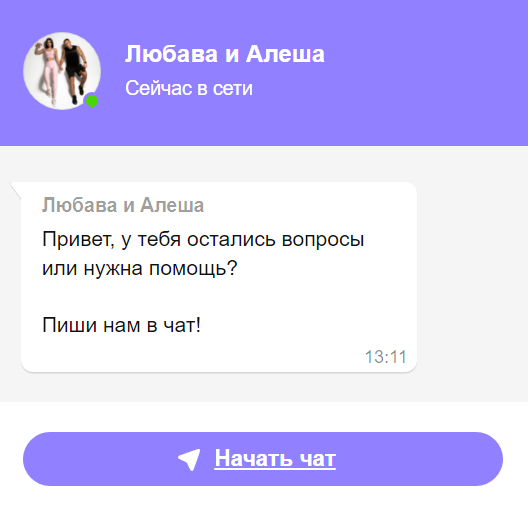 Любава и Алеша
Сейчас в сети
Любава и Алеша
Привет, у тебя остались вопросы
или нужна помощь?
Пиши нам в чат!
13:11
Начать чат